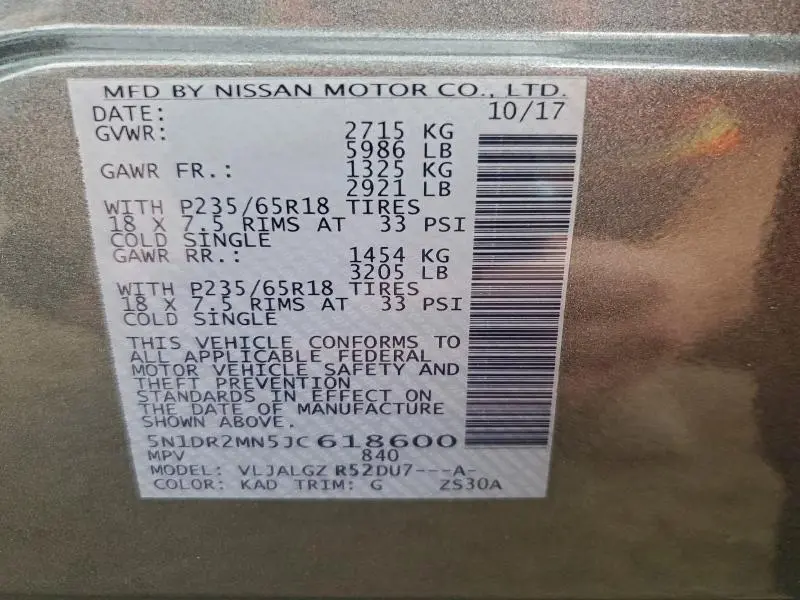 MFD BY NISSAN MOTOR CO., LTD.
DATE: 10/17
GVWR: 2715 KG
5986 LB
GAWR FR.: 1325 KG
2921 LB
WITH P235/65R18 TIRES
18 X 7.5 RIMS AT 33 PSI
COLD SINGLE
GAWR RR.: 1454 KG
3205 LB
WITH P235/65R18 TIRES
18 X 7.5 RIMS AT 33 PSI
COLD SINGLE
THIS VEHICLE CONFORMS TO
ALL APPLICABLE FEDERAL
MOTOR VEHICLE SAFETY AND
THEFT PREVENTION
STANDARDS IN EFFECT ON
THE DATE OF MANUFACTURE
SHOWN ABOVE.
5N1DR2MN5JC618600
MPV 840
MODEL: VLJALGZ R52DU7---A-
COLOR: KAD TRIM: G ZS30A